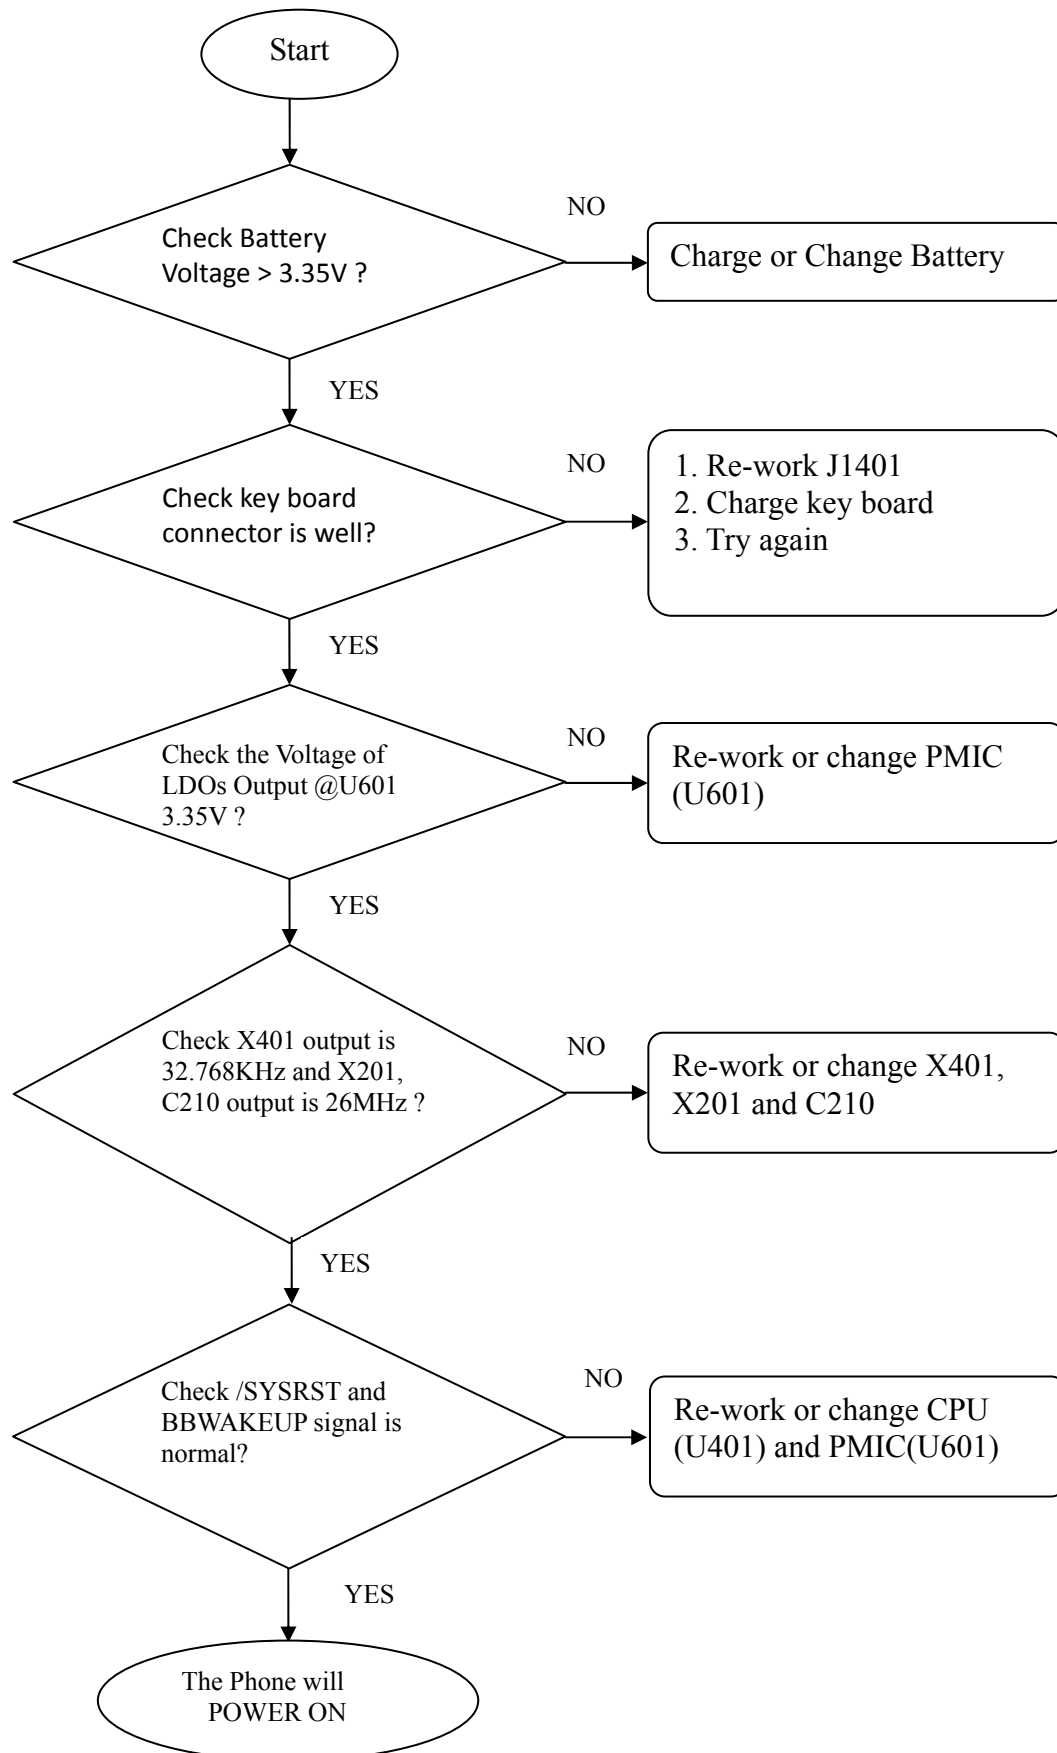 Start
Check Battery
Voltage > 3.35V ?
NO
Charge or Change Battery
YES
Check key board
connector is well?
NO
1. Re-work J1401
2. Charge key board
3. Try again
YES
Check the Voltage of
LDOs Output @U601
3.35V ?
NO
Re-work or change PMIC
(U601)
YES
Check X401 output is
32.768KHz and X201,
C210 output is 26MHz ?
NO
Re-work or change X401,
X201 and C210
YES
Check /SYSRST and
BBWAKEUP signal is
normal?
NO
Re-work or change CPU
(U401) and PMIC(U601)
YES
The Phone will
POWER ON